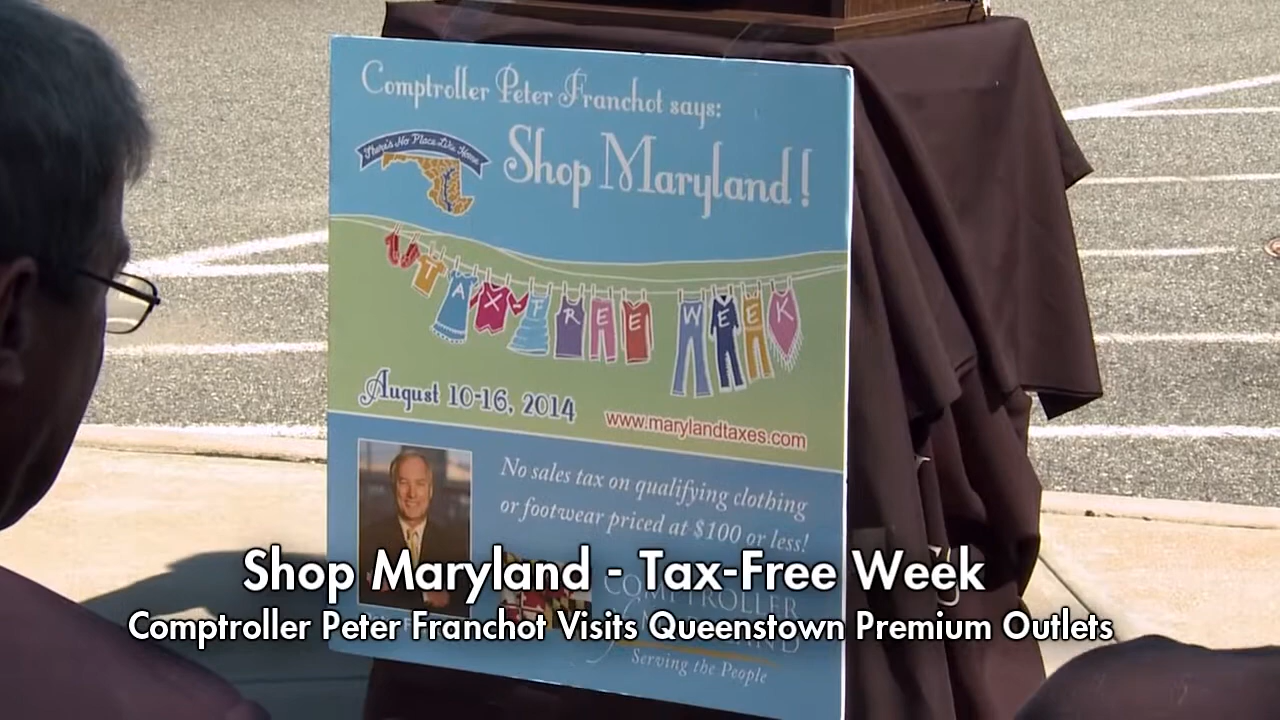 Comptroller Peter Franchot says:
There's No Place Like Home
Shop Maryland!
TAX-FREE WEEK
August 10-16, 2014
www.marylandtaxes.com
No sales tax on qualifying clothing
or footwear priced at $100 or less!
Shop Maryland - Tax-Free Week
COMPTROLLER
Comptroller Peter Franchot Visits Queenstown Premium Outlets
Serving the People